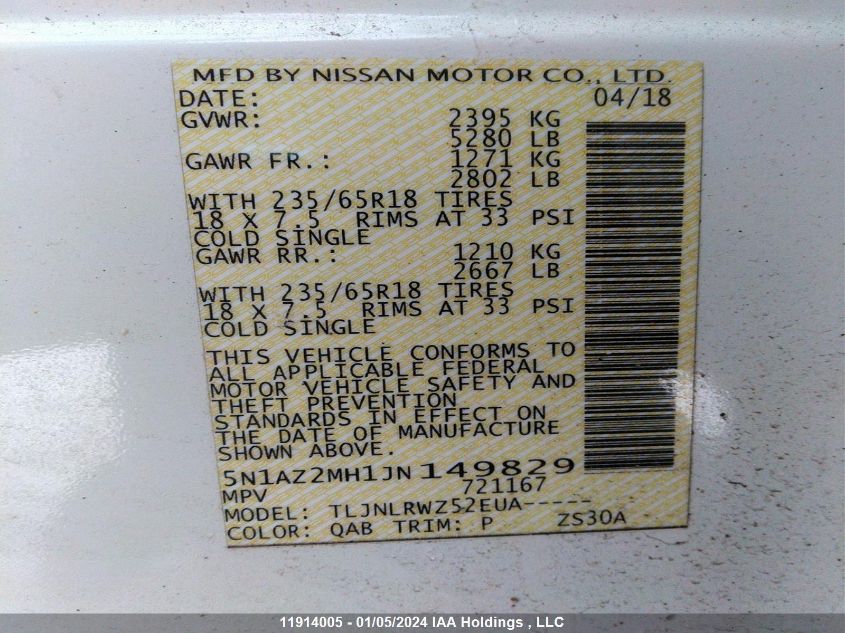 MFD BY NISSAN MOTOR CO., LTD.
DATE: 04/18
GVWR: 2395 KG
5280 LB
GAWR FR.: 1271 KG
2802 LB
WITH 235/65R18 TIRES
18 X 7.5 RIMS AT 33 PSI
COLD SINGLE
GAWR RR.: 1210 KG
2667 LB
WITH 235/65R18 TIRES
18 X 7.5 RIMS AT 33 PSI
COLD SINGLE
THIS VEHICLE CONFORMS TO
ALL APPLICABLE FEDERAL
MOTOR VEHICLE SAFETY AND
THEFT PREVENTION
STANDARDS IN EFFECT ON
THE DATE OF MANUFACTURE
SHOWN ABOVE.
5N1AZ2MH1JN149829
MPV 721167
MODEL: TLJNLRWZ52EUA-----
COLOR: QAB TRIM: P ZS30A
11914005 - 01/05/2024 IAA Holdings , LLC